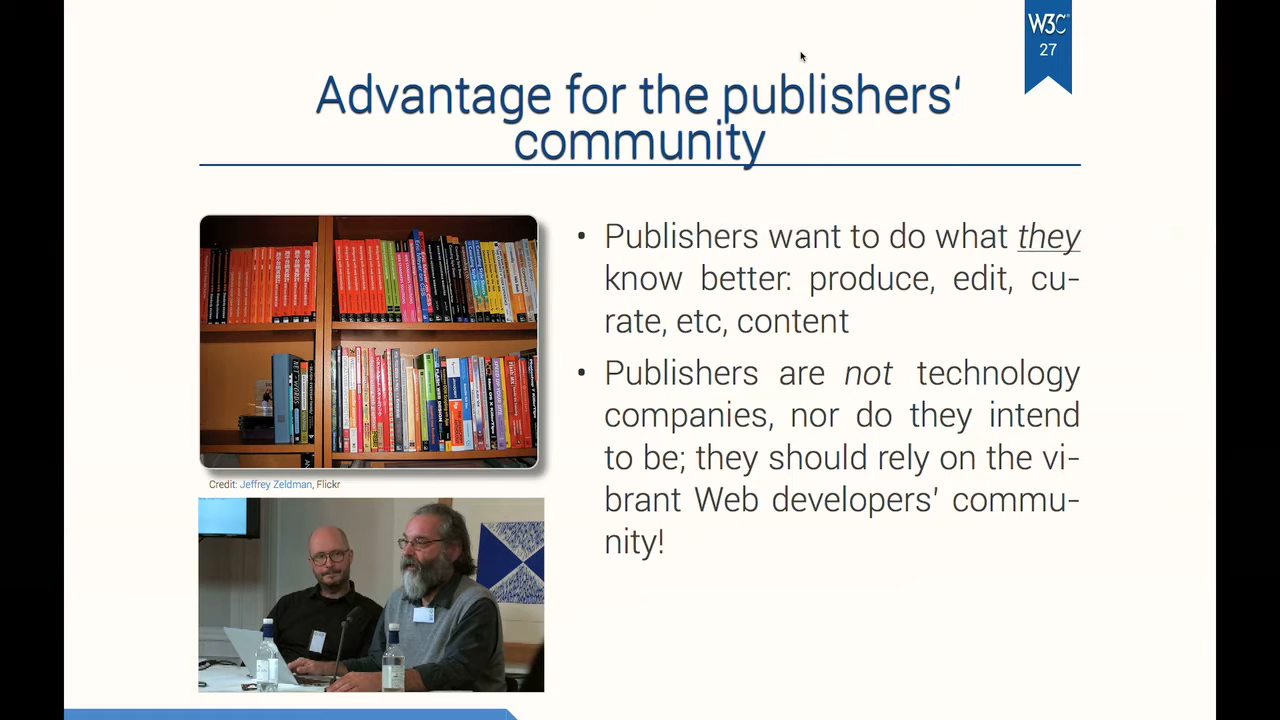 W3C®
27
Advantage for the publishers‘
community
• Publishers want to do what they
know better: produce, edit, cu-
rate, etc, content
• Publishers are not technology
companies, nor do they intend
to be; they should rely on the vi-
brant Web developers’ commu-
nity!
Credit: Jeffrey Zeldman, Flickr